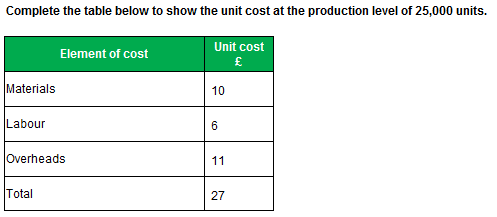 Complete the table below to show the unit cost at the production level of 25,000 units.
Element of cost Unit cost £
Materials 10
Labour 6
Overheads 11
Total 27